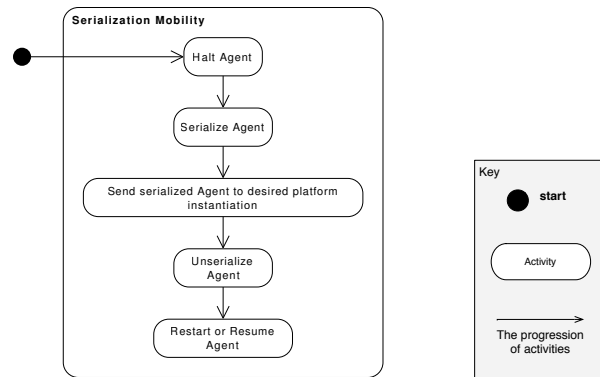 Serialization Mobility
Halt Agent
Serialize Agent
Send serialized Agent to desired platform
instantiation
Unserialize
Agent
Restart or Resume
Agent
Key
start
Activity
The progression
of activities